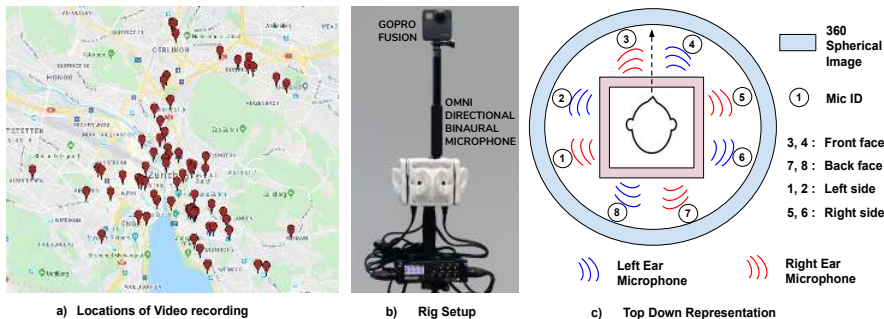 OERLIKON
HÖNGG
Zürich
GOPRO
FUSION
OMNI
DIRECTIONAL
BINAURAL
MICROPHONE
3
4
2
5
1
6
8
7
360
Spherical
Image
1 Mic ID
3, 4 : Front face
7, 8 : Back face
1, 2 : Left side
5, 6 : Right side
Left Ear
Microphone
Right Ear
Microphone
a) Locations of Video recording
b) Rig Setup
c) Top Down Representation